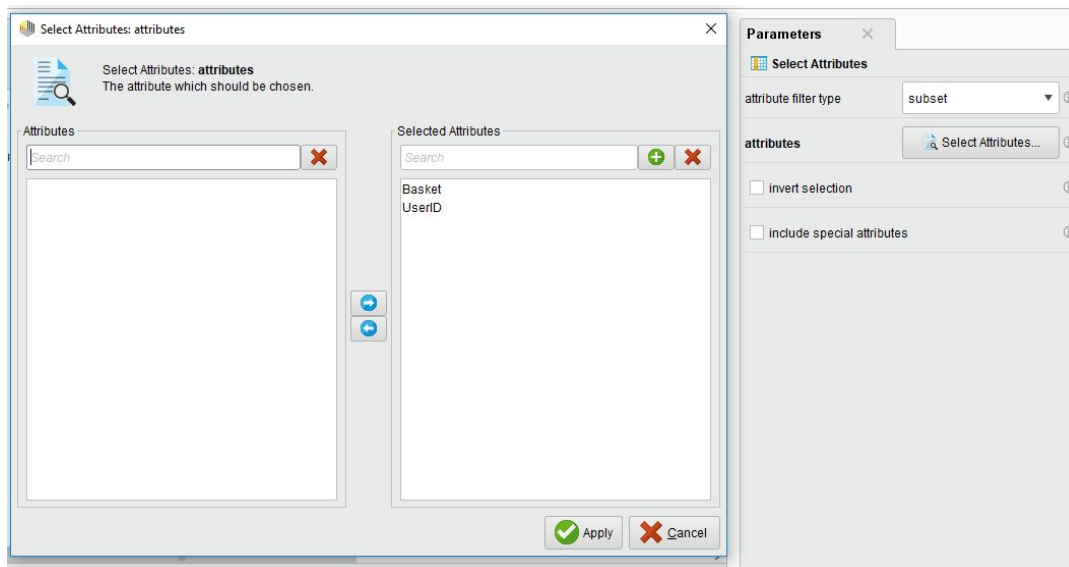 Select Attributes: attributes
Select Attributes: attributes
The attribute which should be chosen.
Attributes
Search
Selected Attributes
Search
Basket
UserID
Apply
Cancel
Parameters
Select Attributes
attribute filter type
subset
attributes
Select Attributes...
invert selection
include special attributes